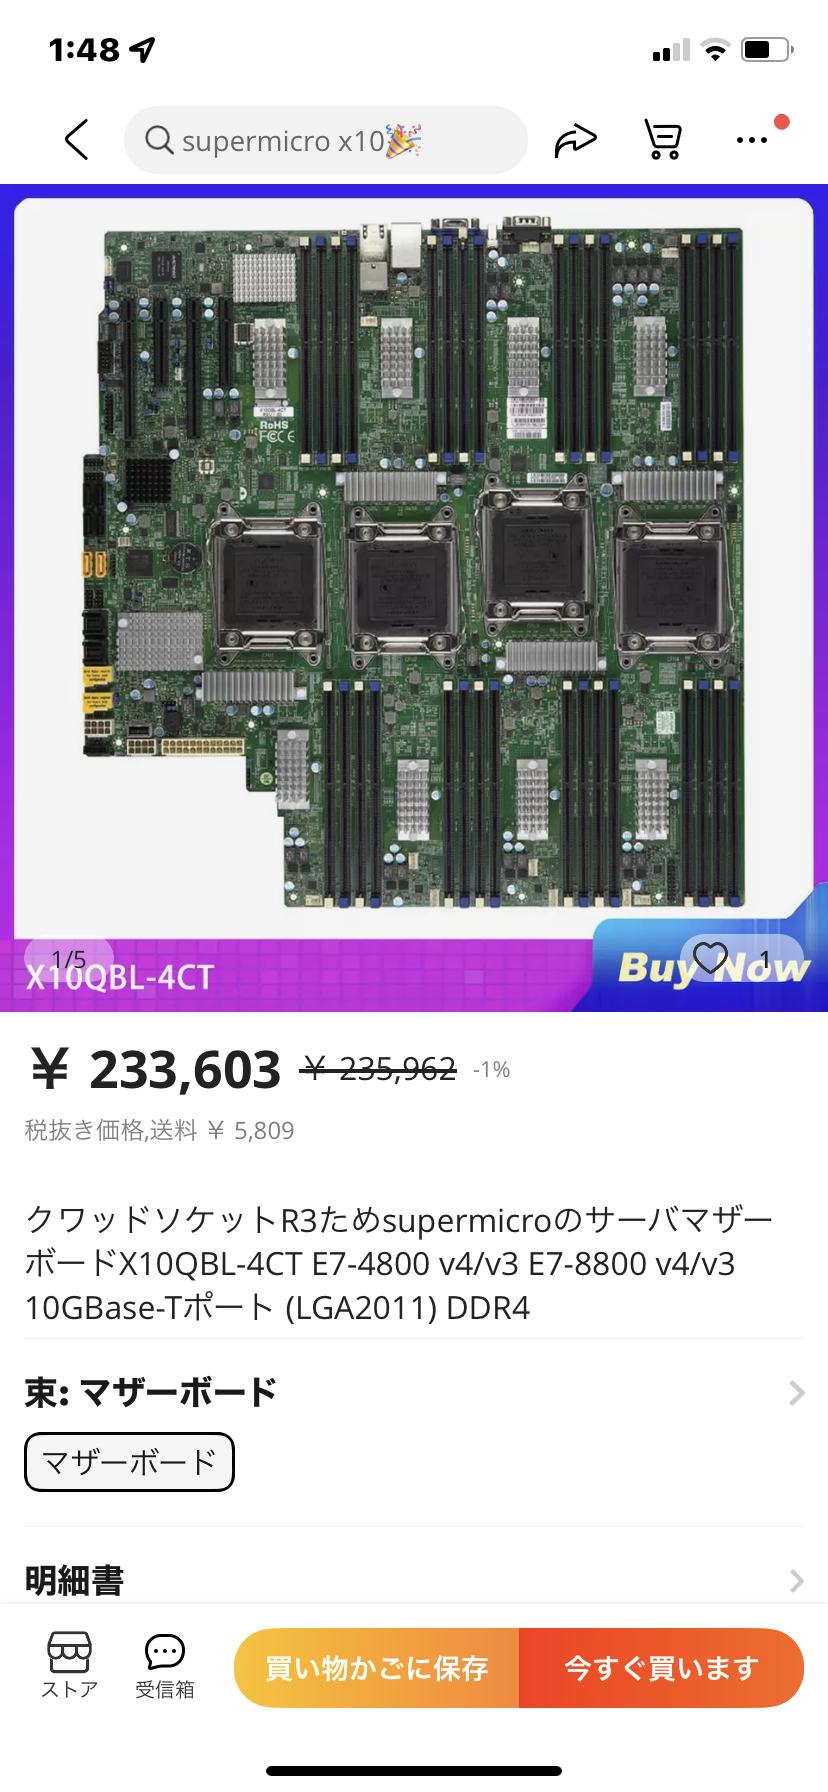 1:48
supermicro x10🎉
RoHS
FCC CE
1/5
X10QBL-4CT
Buy Now
1
¥ 233,603 ¥ 235,962 -1%
税抜き価格,送料 ¥ 5,809
クワッドソケットR3ためsupermicroのサーバマザー
ボードX10QBL-4CT E7-4800 v4/v3 E7-8800 v4/v3
10GBase-Tポート (LGA2011) DDR4
束: マザーボード
マザーボード
明細書
ストア
受信箱
買い物かごに保存
今すぐ買います